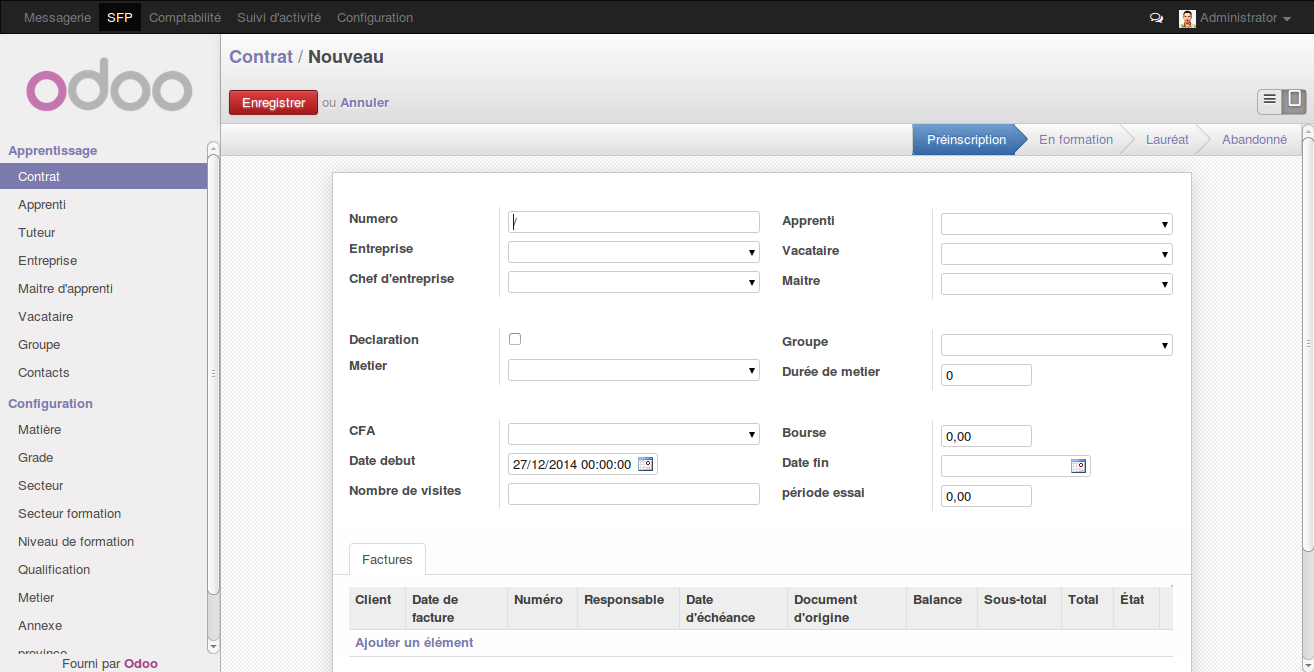 Messagerie SFP Comptabilité Suivi d'activité Configuration Administrator
odoo
Contrat / Nouveau
Enregistrer ou Annuler
Préinscription En formation Lauréat Abandonné
Apprentissage
Contrat
Apprenti
Tuteur
Entreprise
Maitre d'apprenti
Vacataire
Groupe
Contacts
Configuration
Matière
Grade
Secteur
Secteur formation
Niveau de formation
Qualification
Metier
Annexe
province
Fourni par Odoo
Numero / Apprenti
Entreprise Vacataire
Chef d'entreprise Maitre
Declaration Groupe
Metier Durée de metier 0
CFA Bourse 0,00
Date debut 27/12/2014 00:00:00 Date fin
Nombre de visites période essai 0,00
Factures
Client Date de facture Numéro Responsable Date d'échéance Document d'origine Balance Sous-total Total État
Ajouter un élément